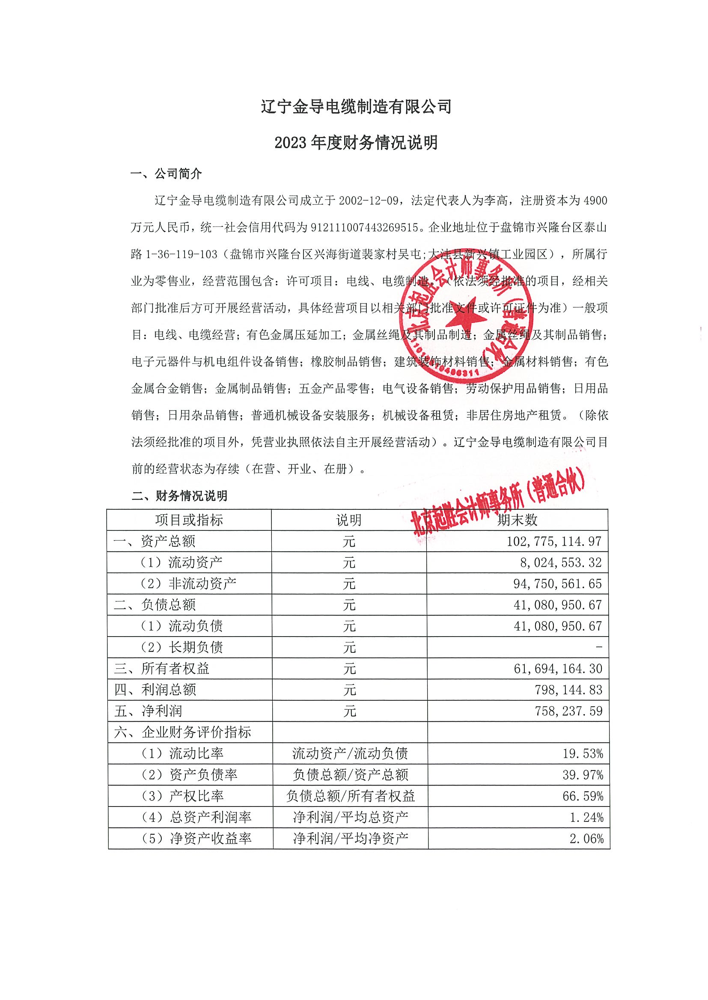 辽宁金导电缆制造有限公司
2023 年度财务情况说明
一、公司简介
辽宁金导电缆制造有限公司成立于 2002-12-09，法定代表人为李高，注册资本为 4900
万元人民币，统一社会信用代码为 912111007443269515。企业地址位于盘锦市兴隆台区泰山
路 1-36-119-103（盘锦市兴隆台区兴海街道裴家村吴屯;大洼县新兴镇工业园区），所属行
业为零售业，经营范围包含：许可项目：电线、电缆制造。（依法须经批准的项目，经相关
部门批准后方可开展经营活动，具体经营项目以相关部门批准文件或许可证件为准）一般项
目：电线、电缆经营；有色金属压延加工；金属丝绳及其制品制造；金属丝绳及其制品销售；
电子元器件与机电组件设备销售；橡胶制品销售；建筑装饰材料销售；金属材料销售；有色
金属合金销售；金属制品销售；五金产品零售；电气设备销售；劳动保护用品销售；日用品
销售；日用杂品销售；普通机械设备安装服务；机械设备租赁；非居住房地产租赁。（除依
法须经批准的项目外，凭营业执照依法自主开展经营活动）。辽宁金导电缆制造有限公司目
前的经营状态为存续（在营、开业、在册）。
北京起胜会计师事务所（普通合伙）
二、财务情况说明
北京起胜会计师事务所（普通合伙）
项目或指标 说明 期末数
一、资产总额 元 102,775,114.97
（1）流动资产 元 8,024,553.32
（2）非流动资产 元 94,750,561.65
二、负债总额 元 41,080,950.67
（1）流动负债 元 41,080,950.67
（2）长期负债 元 -
三、所有者权益 元 61,694,164.30
四、利润总额 元 798,144.83
五、净利润 元 758,237.59
六、企业财务评价指标
（1）流动比率 流动资产/流动负债 19.53%
（2）资产负债率 负债总额/资产总额 39.97%
（3）产权比率 负债总额/所有者权益 66.59%
（4）总资产利润率 净利润/平均总资产 1.24%
（5）净资产收益率 净利润/平均净资产 2.06%